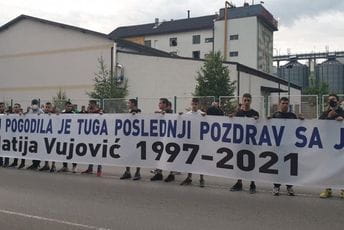 POGODILA JE TUGA POSLEDNJI POZDRAV SA J
atija Vujović 1997-2021